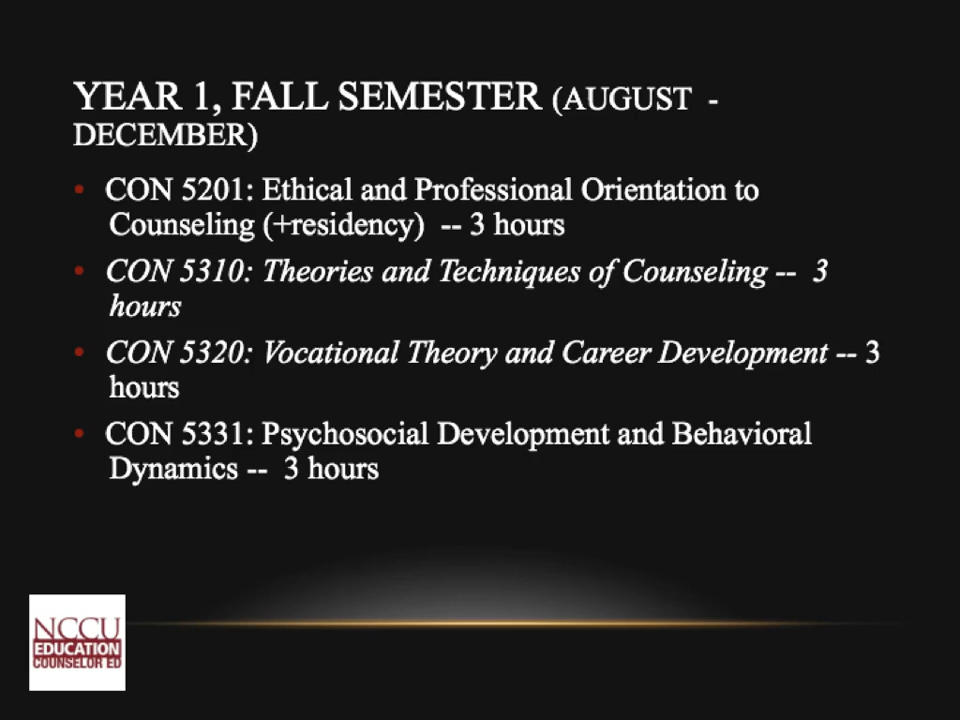 YEAR 1, FALL SEMESTER (AUGUST -
DECEMBER)
• CON 5201: Ethical and Professional Orientation to
Counseling (+residency) -- 3 hours
• CON 5310: Theories and Techniques of Counseling -- 3
hours
• CON 5320: Vocational Theory and Career Development -- 3
hours
• CON 5331: Psychosocial Development and Behavioral
Dynamics -- 3 hours
NCCU
EDUCATION
COUNSELOR ED